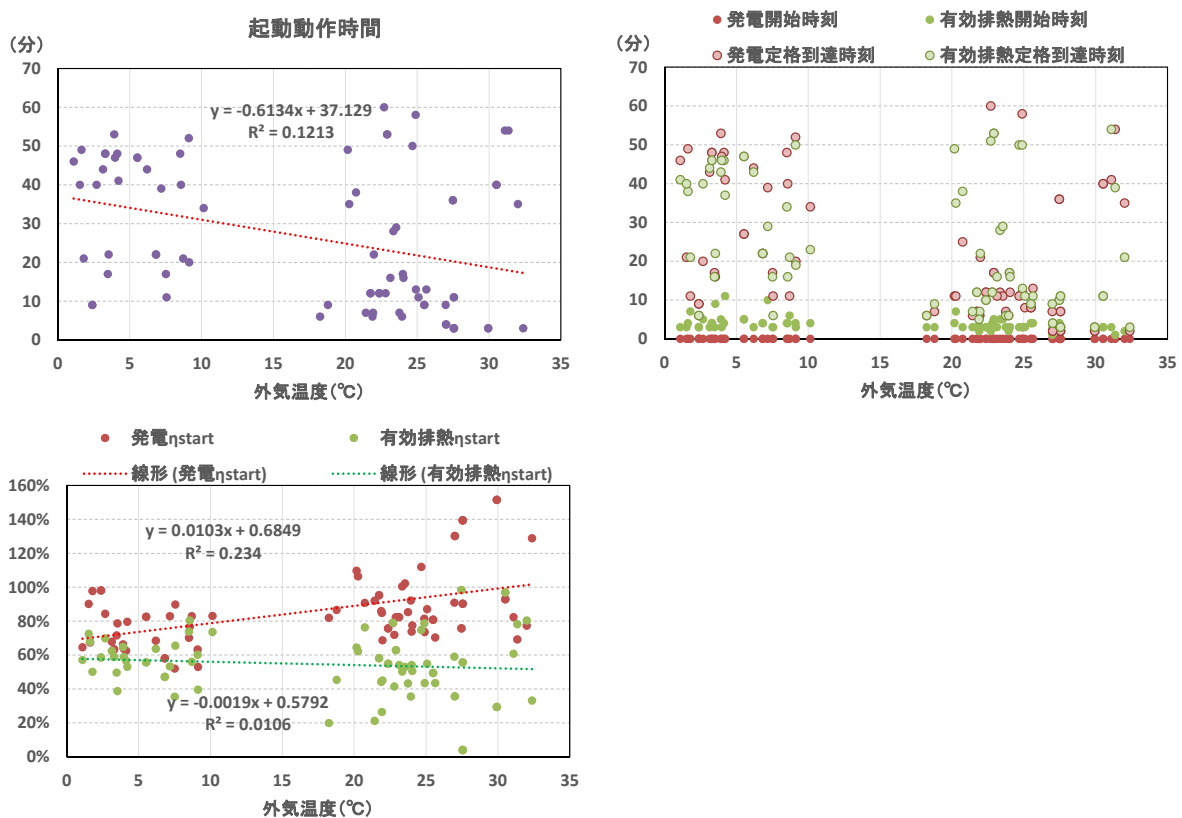 起動動作時間
(分)
70
60
50
40
30
20
10
0
y = -0.6134x + 37.129
R² = 0.1213
0 5 10 15 20 25 30 35
外気温度(℃)
発電開始時刻 有効排熱開始時刻
発電定格到達時刻 有効排熱定格到達時刻
(分)
70
60
50
40
30
20
10
0
0 5 10 15 20 25 30 35
外気温度(℃)
発電ηstart 有効排熱ηstart
線形 (発電ηstart) 線形 (有効排熱ηstart)
160%
140%
120%
100%
80%
60%
40%
20%
0%
y = 0.0103x + 0.6849
R² = 0.234
y = -0.0019x + 0.5792
R² = 0.0106
0 5 10 15 20 25 30 35
外気温度(℃)